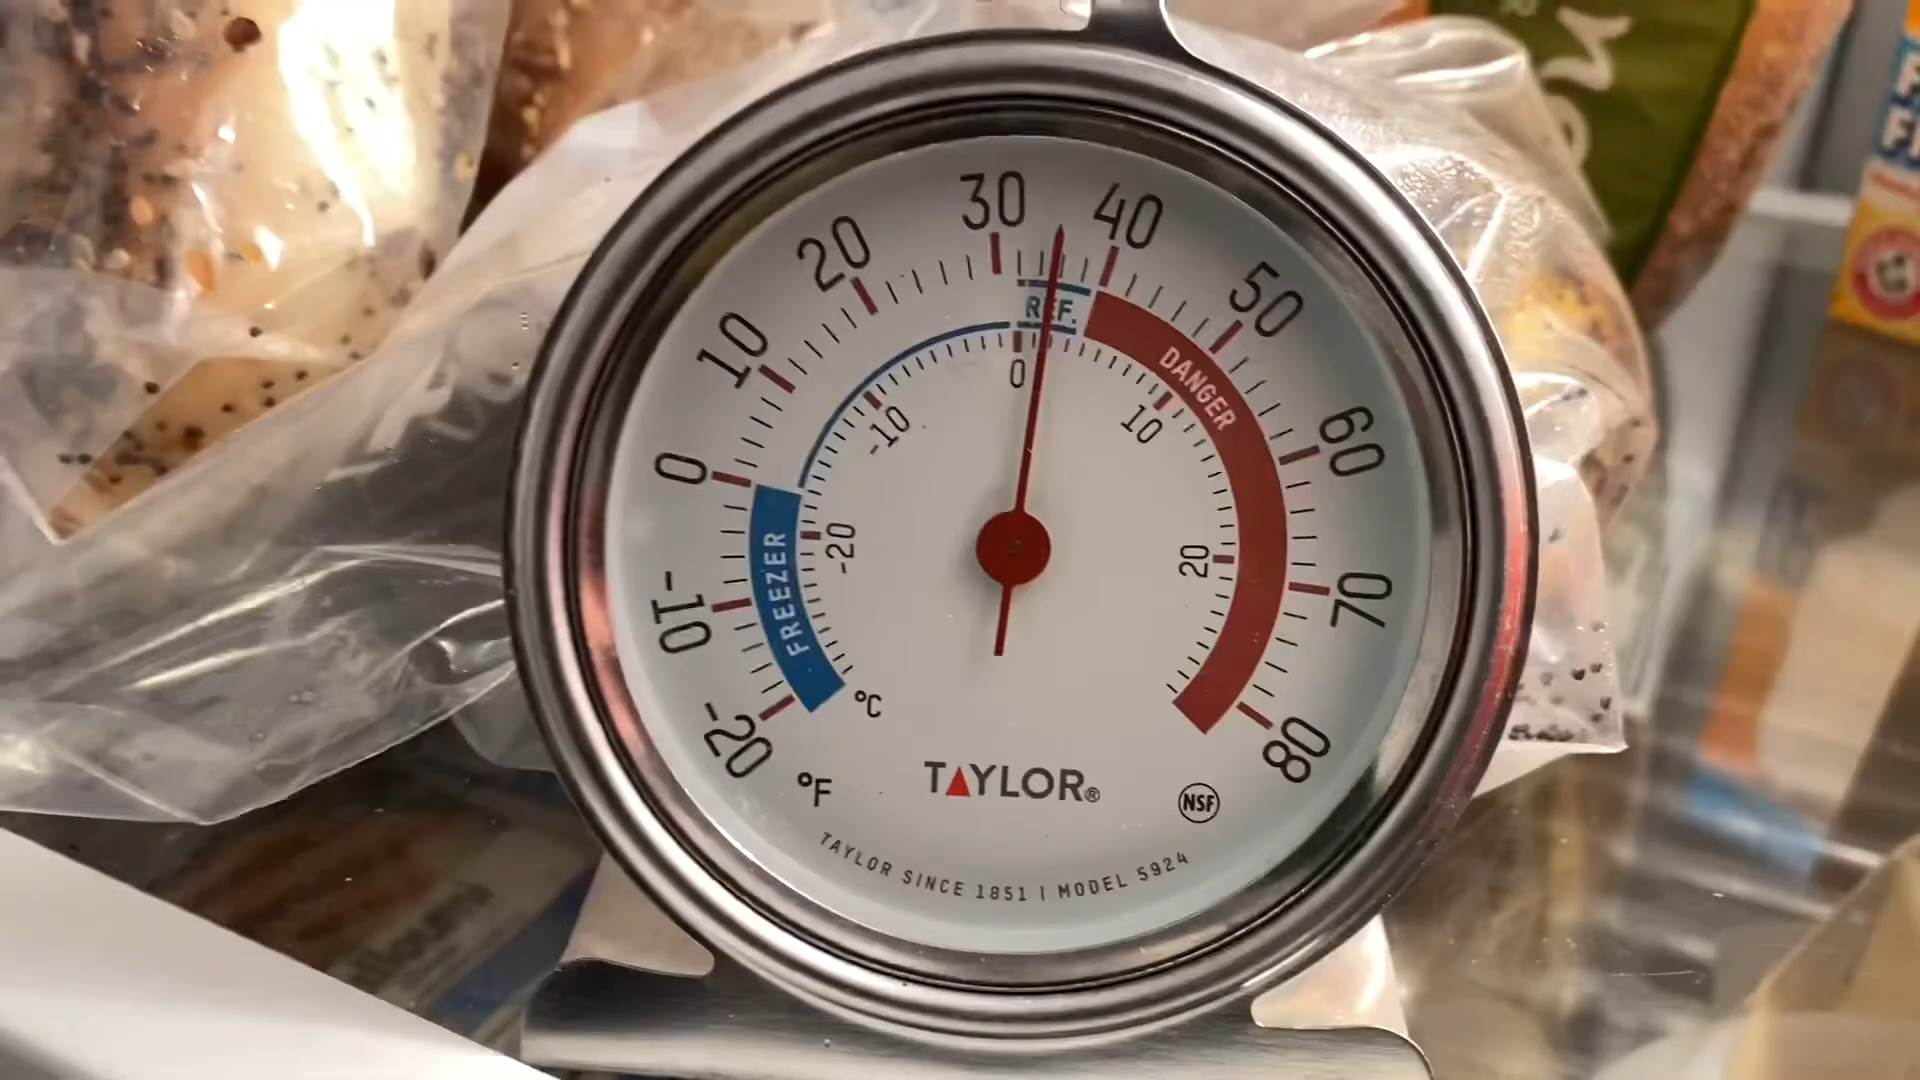 30
40
20
50
REF.
10
DANGER
0
-10
10
60
0
-20
20
FREEZER
-10
70
°C
-20
80
°F
TAYLOR®
NSF
TAYLOR SINCE 1851 | MODEL 5924